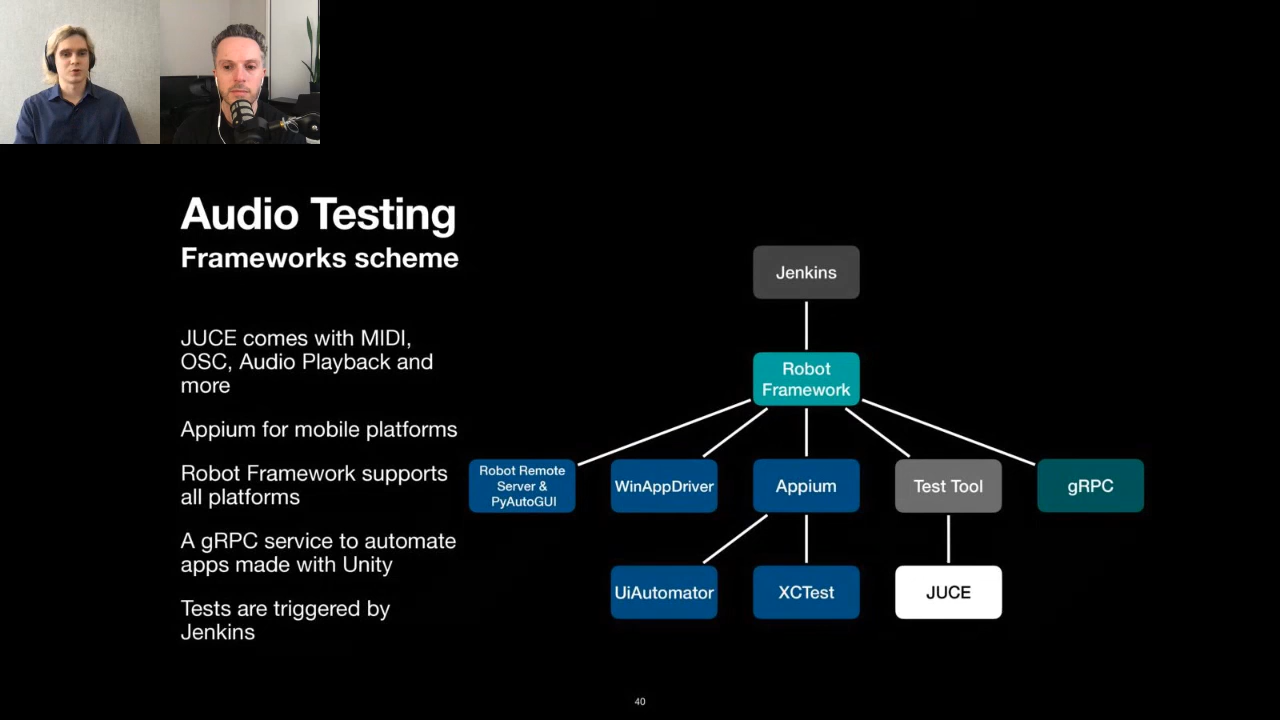 Audio Testing
Frameworks scheme
JUCE comes with MIDI,
OSC, Audio Playback and
more
Appium for mobile platforms
Robot Framework supports
all platforms
A gRPC service to automate
apps made with Unity
Tests are triggered by
Jenkins
Jenkins
Robot
Framework
Robot Remote
Server &
PyAutoGUI
WinAppDriver
Appium
Test Tool
gRPC
UiAutomator
XCTest
JUCE
40